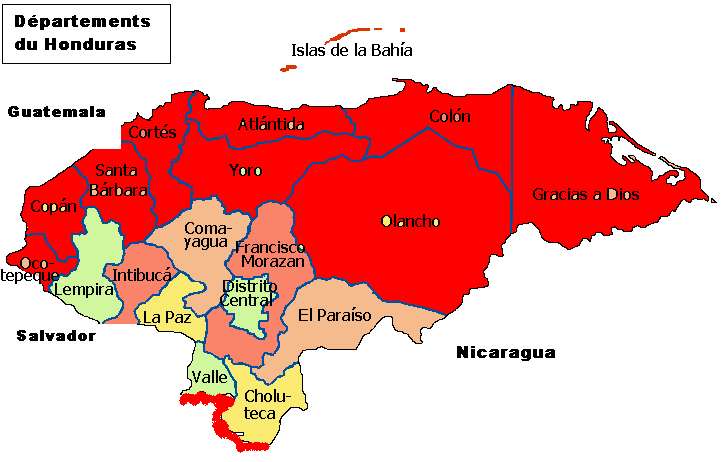 Départements
du Honduras
Islas de la Bahía
Guatemala
Cortés
Atlántida
Colón
Santa
Bárbara
Yoro
Gracias a Dios
Copán
Olancho
Coma-
yagua
Francisco
Morazan
Oco-
tepeque
Lempira
Intibucá
Distrito
Central
La Paz
El Paraíso
Salvador
Nicaragua
Valle
Cholu-
teca